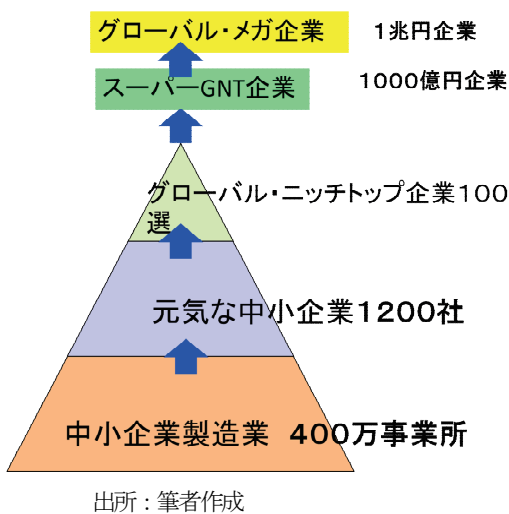 グローバル・メガ企業　1兆円企業
スーパーGNT企業　1000億円企業
グローバル・ニッチトップ企業100
選
元気な中小企業1200社
中小企業製造業　400万事業所
出所：筆者作成